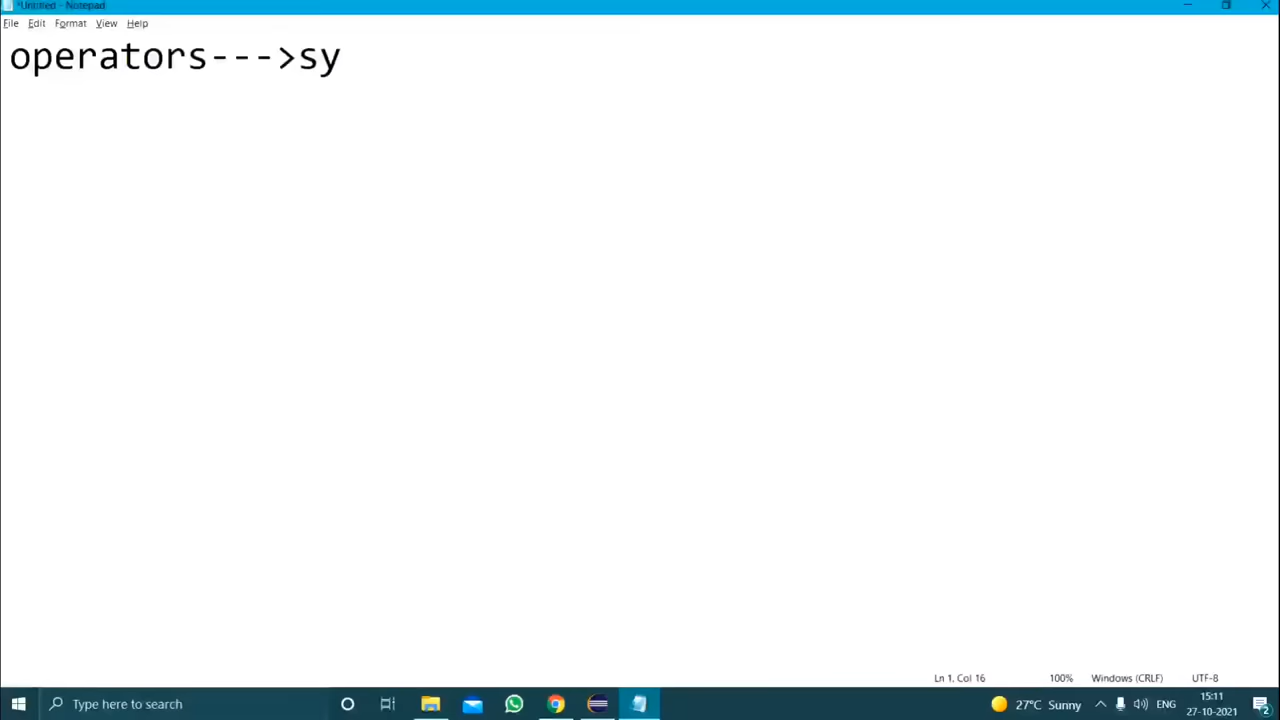 *Untitled - Notepad
File Edit Format View Help
operators--->sy
Ln 1, Col 16 100% Windows (CRLF) UTF-8
Type here to search 27°C Sunny ENG 15:11
27-10-2021 2